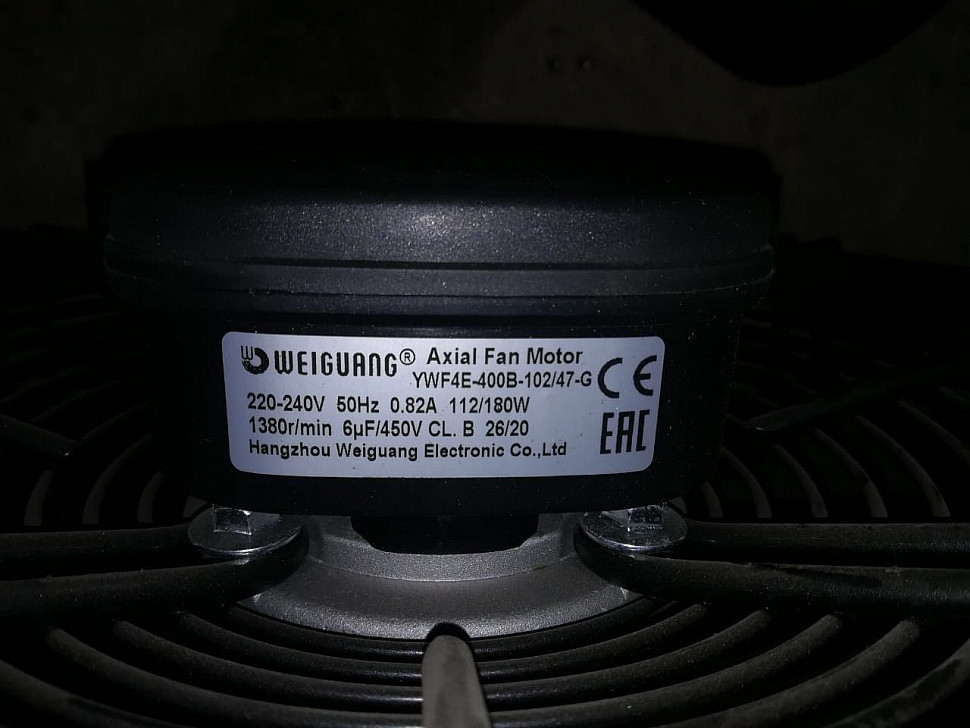 WEIGUANG® Axial Fan Motor
YWF4E-400B-102/47-G CE
220-240V 50Hz 0.82A 112/180W
1380r/min 6µF/450V CL. B 26/20
EAC
Hangzhou Weiguang Electronic Co.,Ltd